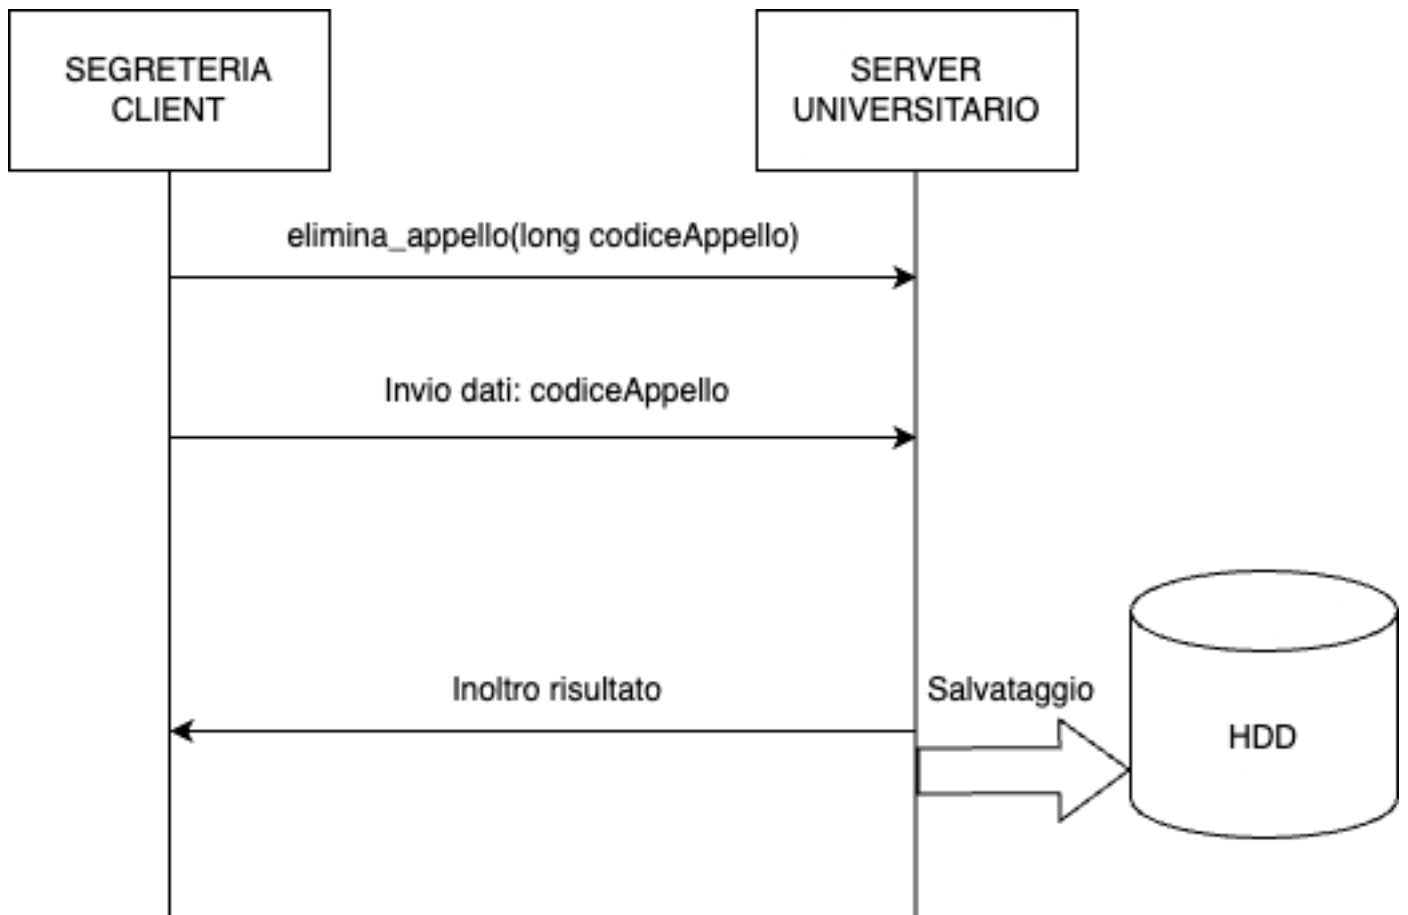 SEGRETERIA
CLIENT
SERVER
UNIVERSITARIO
elimina_appello(long codiceAppello)
Invio dati: codiceAppello
Inoltro risultato
Salvataggio
HDD